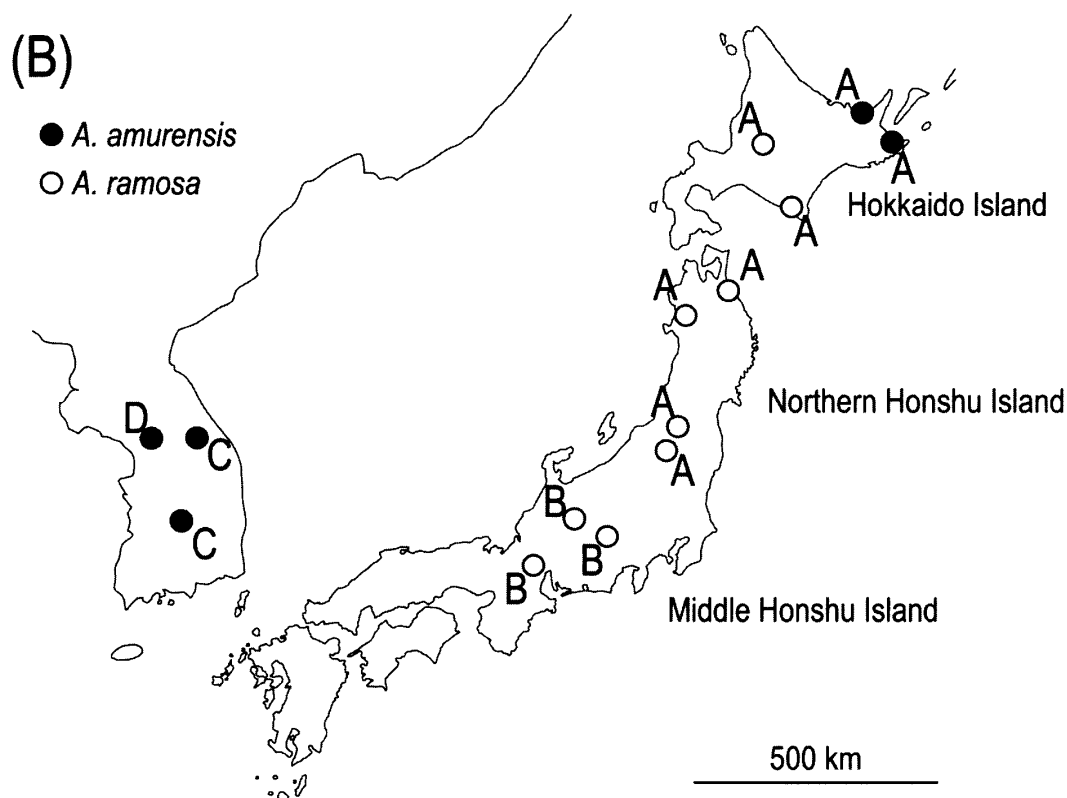 (B)
A. amurensis
A. ramosa
A
A
A
Hokkaido Island
A
A
A
Northern Honshu Island
A
A
D
C
B
C
B
B
Middle Honshu Island
500 km